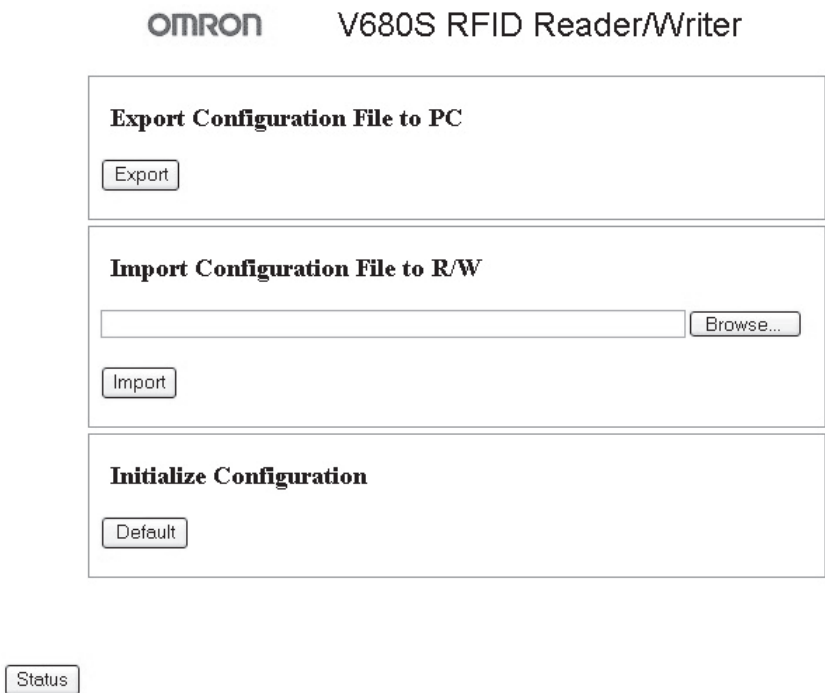 OMRON V680S RFID Reader/Writer
Export Configuration File to PC
Export
Import Configuration File to R/W
Browse...
Import
Initialize Configuration
Default
Status